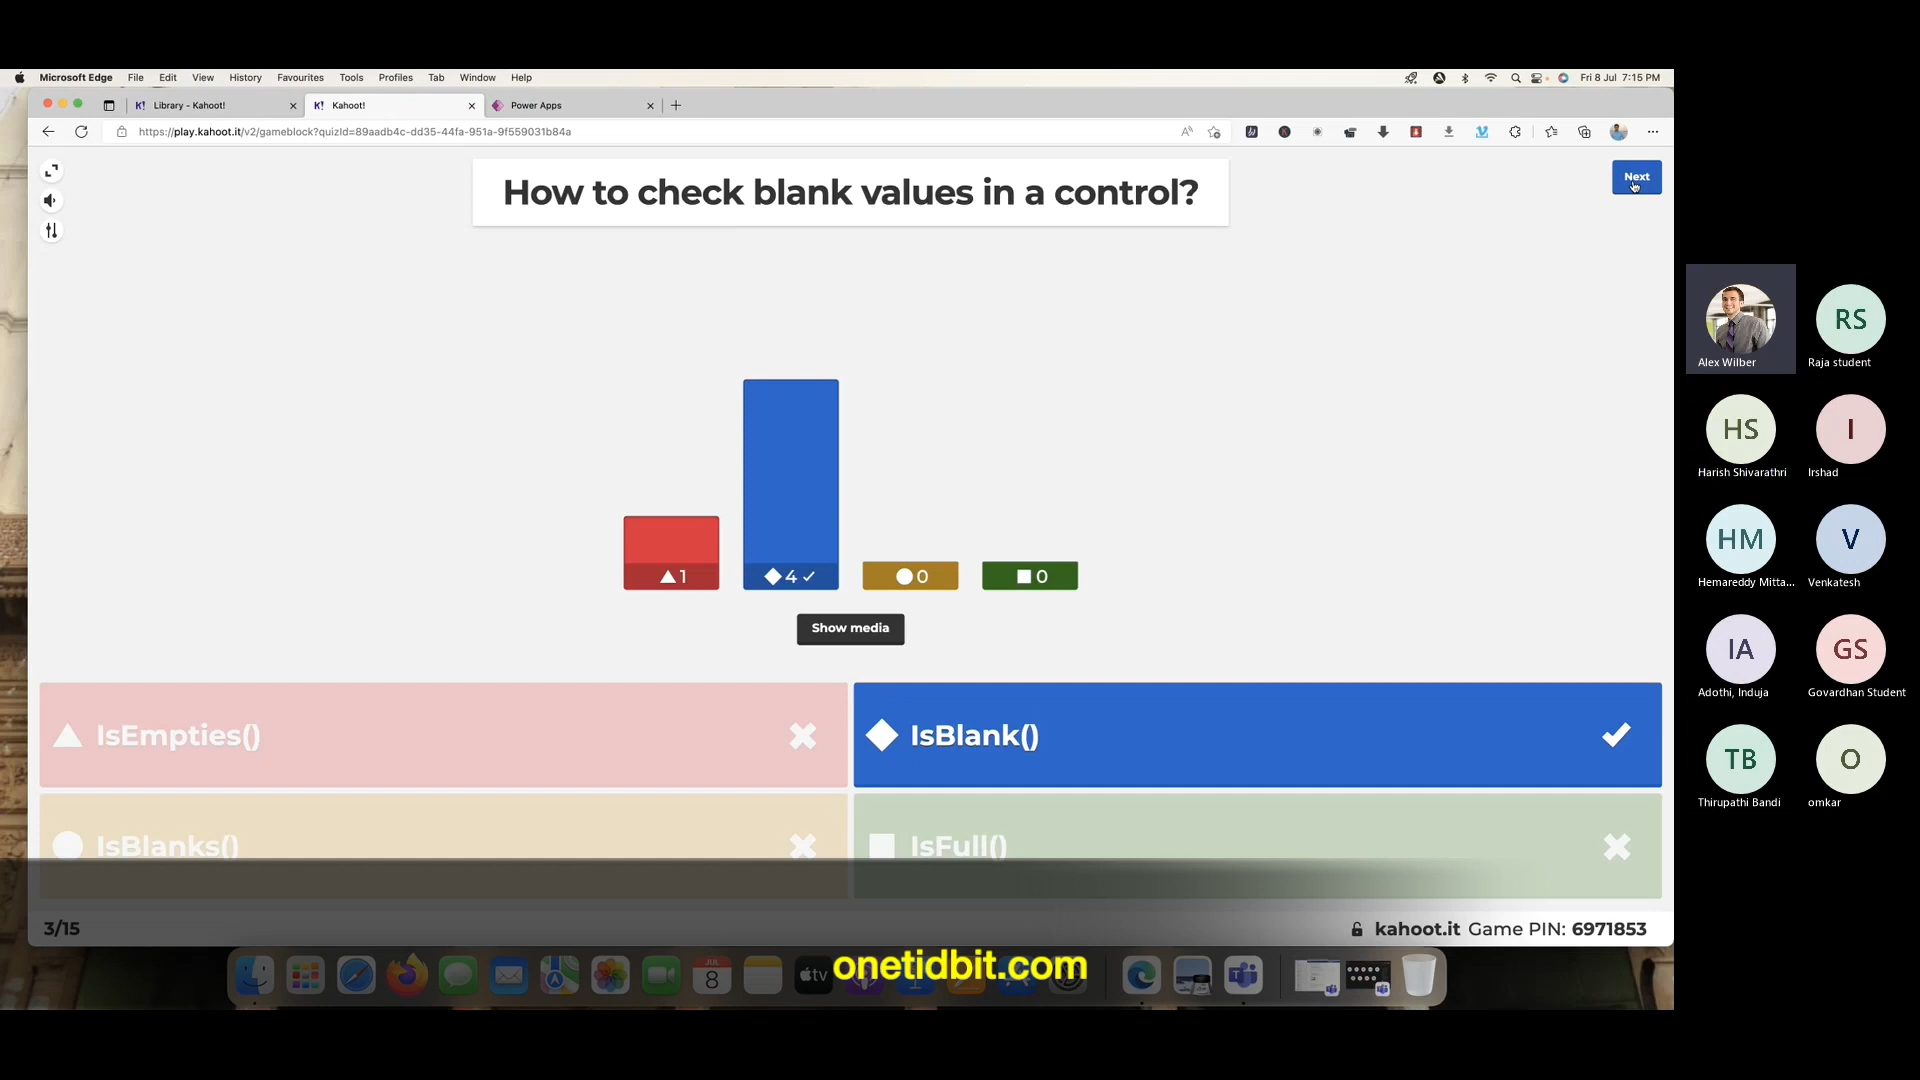 Microsoft Edge File Edit View History Favourites Tools Profiles Tab Window Help
Fri 8 Jul 7:15 PM
K! Library - Kahoot!
K! Kahoot!
Power Apps
https://play.kahoot.it/v2/gameblock?quizId=89aadb4c-dd35-44fa-951a-9f559031b84a
How to check blank values in a control?
Next
1
4
0
0
Show media
IsEmpties()
IsBlank()
IsBlanks()
IsFull()
3/15
kahoot.it Game PIN: 6971853
JUL
8
tv
onetidbit.com
Alex Wilber
RS
Raja student
HS
Harish Shivarathri
I
Irshad
HM
Hemareddy Mitta...
V
Venkatesh
IA
Adothi, Induja
GS
Govardhan Student
TB
Thirupathi Bandi
O
omkar